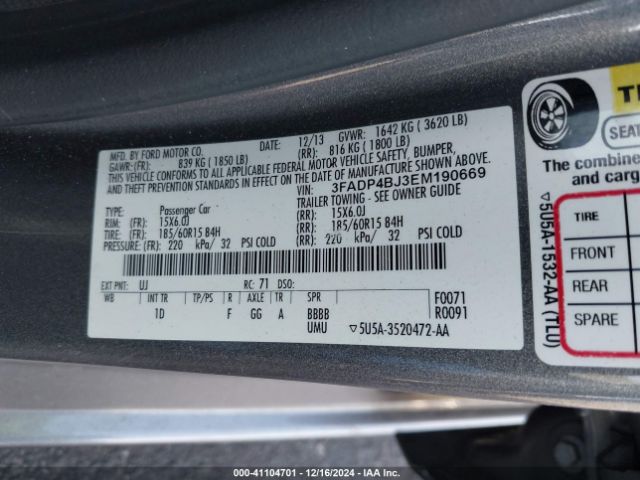 MFD. BY FORD MOTOR CO. DATE: 12/13 GVWR: 1642 KG ( 3620 LB)
GAWR:(FR): 839 KG ( 1850 LB) (RR): 816 KG ( 1800 LB)
THIS VEHICLE CONFORMS TO ALL APPLICABLE FEDERAL MOTOR VEHICLE SAFETY, BUMPER,
AND THEFT PREVENTION STANDARDS IN EFFECT ON THE DATE OF MANUFACTURE SHOWN ABOVE.
VIN: 3FADP4BJ3EM190669
TYPE: Passenger Car TRAILER TOWING - SEE OWNER GUIDE
RIM: (FR): 15X6.0J (RR): 15X6.0J
TIRE: (FR): 185/60R15 84H (RR): 185/60R15 84H
PRESSURE: (FR): 220 kPa/ 32 PSI COLD (RR): 220 kPa/ 32 PSI COLD
EXT PNT: UJ RC: 71 DSO:
WB INT TR TP/PS R AXLE TR SPR F0071
1D F GG A BBBB R0091
UMU ▽5U5A-3520472-AA
SEAT
The combine
and carg
TIRE
FRONT
REAR
SPARE
▽5U5A-1532-AA (TLU)
000-41104701 - 12/16/2024 - IAA Inc.